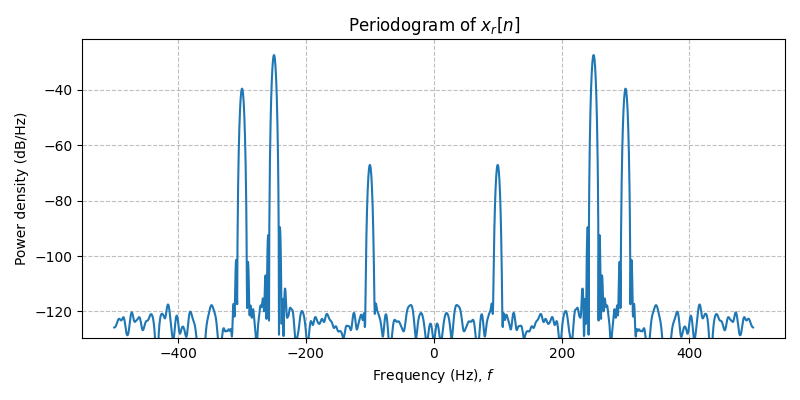 Periodogram of $x_r[n]$
Power density (dB/Hz)
−40
−60
−80
−100
−120
−400 −200 0 200 400
Frequency (Hz), f